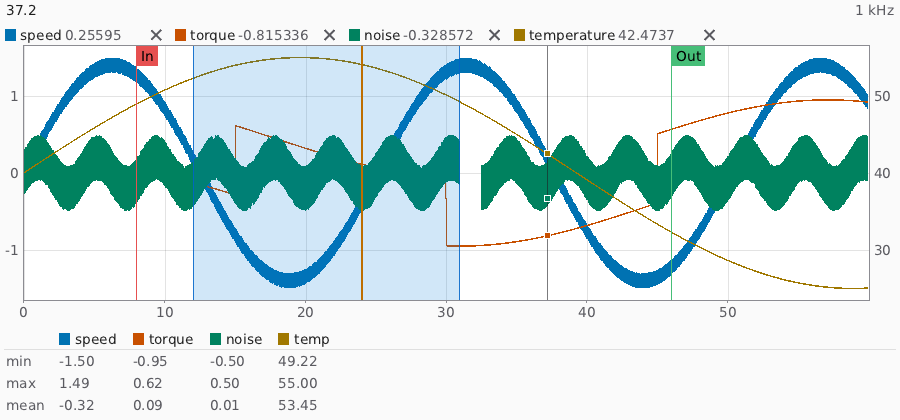 37.2 1 kHz
speed 0.25595 torque -0.815336 noise -0.328572 temperature 42.4737
In Out
1 50
0 40
-1 30
0 10 20 30 40 50
speed torque noise temp
min -1.50 -0.95 -0.50 49.22
max 1.49 0.62 0.50 55.00
mean -0.32 0.09 0.01 53.45